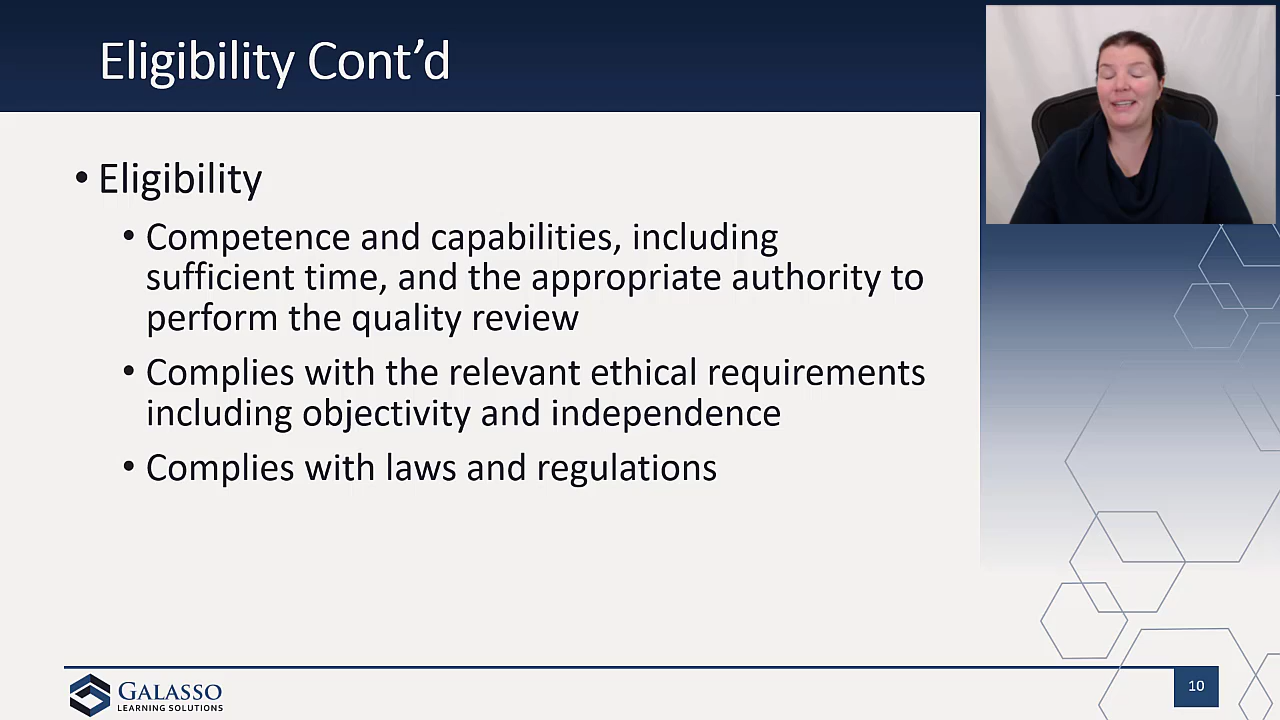 Eligibility Cont’d
• Eligibility
• Competence and capabilities, including
sufficient time, and the appropriate authority to
perform the quality review
• Complies with the relevant ethical requirements
including objectivity and independence
• Complies with laws and regulations
GALASSO
LEARNING SOLUTIONS
10